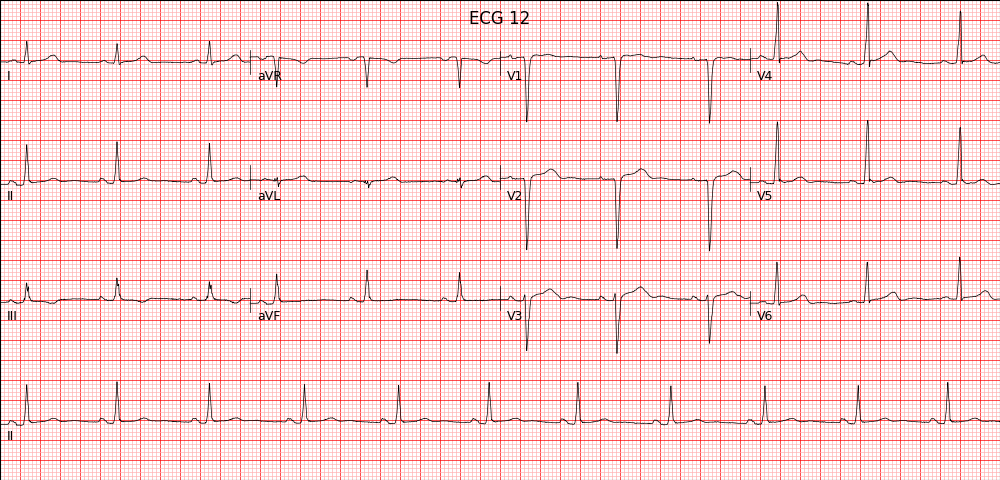 ECG 12
I aVR V1 V4
II aVL V2 V5
III aVF V3 V6
II